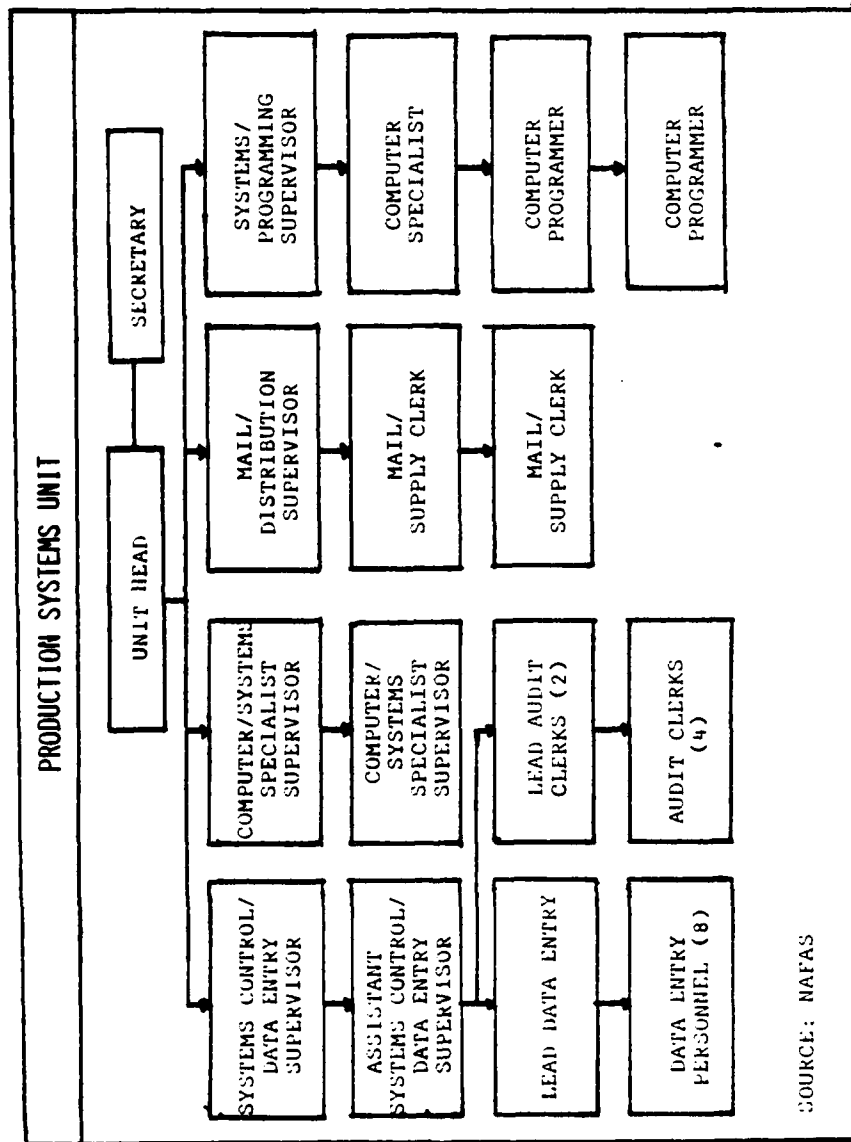 PRODUCTION SYSTEMS UNIT
UNIT HEAD
SECRETARY
SYSTEMS CONTROL/
DATA ENTRY
SUPERVISOR
COMPUTER/SYSTEMS
SPECIALIST
SUPERVISOR
MAIL/
DISTRIBUTION
SUPERVISOR
SYSTEMS/
PROGRAMMING
SUPERVISOR
ASSISTANT
SYSTEMS CONTROL/
DATA ENTRY
SUPERVISOR
COMPUTER/
SYSTEMS
SPECIALIST
SUPERVISOR
MAIL/
SUPPLY CLERK
COMPUTER
SPECIALIST
LEAD DATA ENTRY
LEAD AUDIT
CLERKS (2)
MAIL/
SUPPLY CLERK
COMPUTER
PROGRAMMER
DATA ENTRY
PERSONNEL (8)
AUDIT CLERKS
(4)
COMPUTER
PROGRAMMER
SOURCE: NAFAS